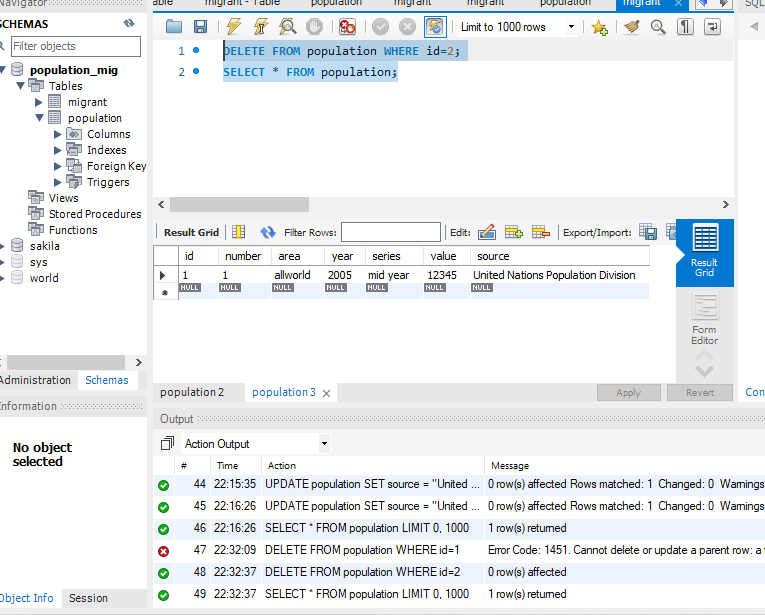 Navigator
SCHEMAS
Filter objects
population_mig
Tables
migrant
population
Columns
Indexes
Foreign Key
Triggers
Views
Stored Procedures
Functions
sakila
sys
world
Administration Schemas
Information
No object
selected
Object Info Session
able migrant - Table population migrant migrant population migrant SQL
Limit to 1000 rows
1 DELETE FROM population WHERE id=2;
2 SELECT * FROM population;
Result Grid Filter Rows: Edit: Export/Import:
id number area year series value source
1 1 allworld 2005 mid year 12345 United Nations Population Division
NULL NULL NULL NULL NULL NULL NULL
Result
Grid
Form
Editor
population 2 population 3 Apply Revert Con
Output
Action Output
# Time Action Message
44 22:15:35 UPDATE population SET source = "United ... 0 row(s) affected Rows matched: 1 Changed: 0 Warnings
45 22:16:26 UPDATE population SET source = "United ... 0 row(s) affected Rows matched: 1 Changed: 0 Warnings
46 22:16:26 SELECT * FROM population LIMIT 0, 1000 1 row(s) returned
47 22:32:09 DELETE FROM population WHERE id=1 Error Code: 1451. Cannot delete or update a parent row: a f
48 22:32:37 DELETE FROM population WHERE id=2 0 row(s) affected
49 22:32:37 SELECT * FROM population LIMIT 0, 1000 1 row(s) returned